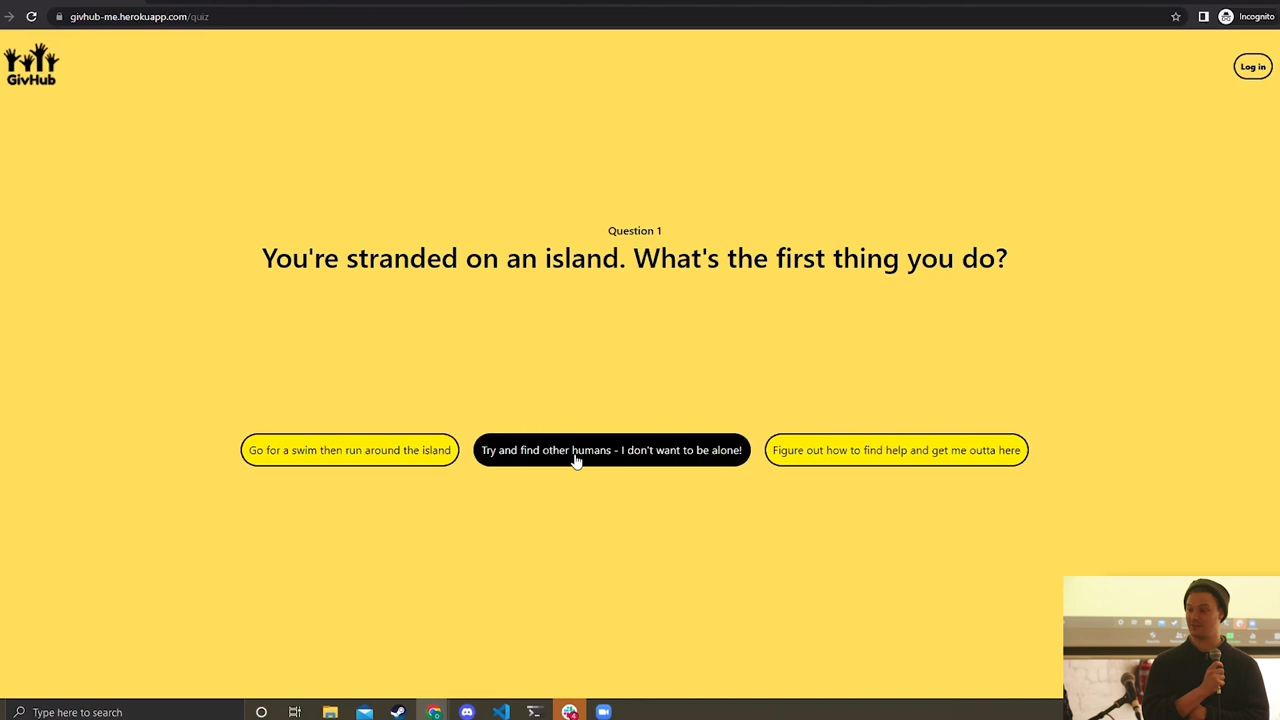 givhub-me.herokuapp.com/quiz
Incognito
GivHub
Log in
Question 1
You're stranded on an island. What's the first thing you do?
Go for a swim then run around the island
Try and find other humans - I don't want to be alone!
Figure out how to find help and get me outta here
Type here to search